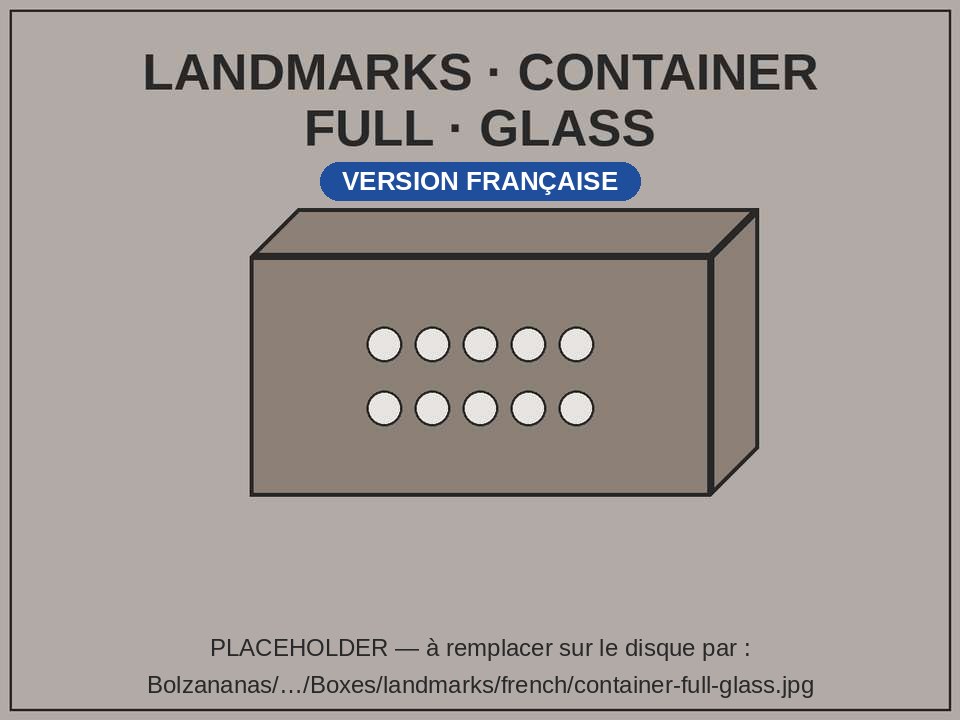 LANDMARKS · CONTAINER
FULL · GLASS
VERSION FRANÇAISE
PLACEHOLDER — à remplacer sur le disque par :
Bolzananas/…/Boxes/landmarks/french/container-full-glass.jpg